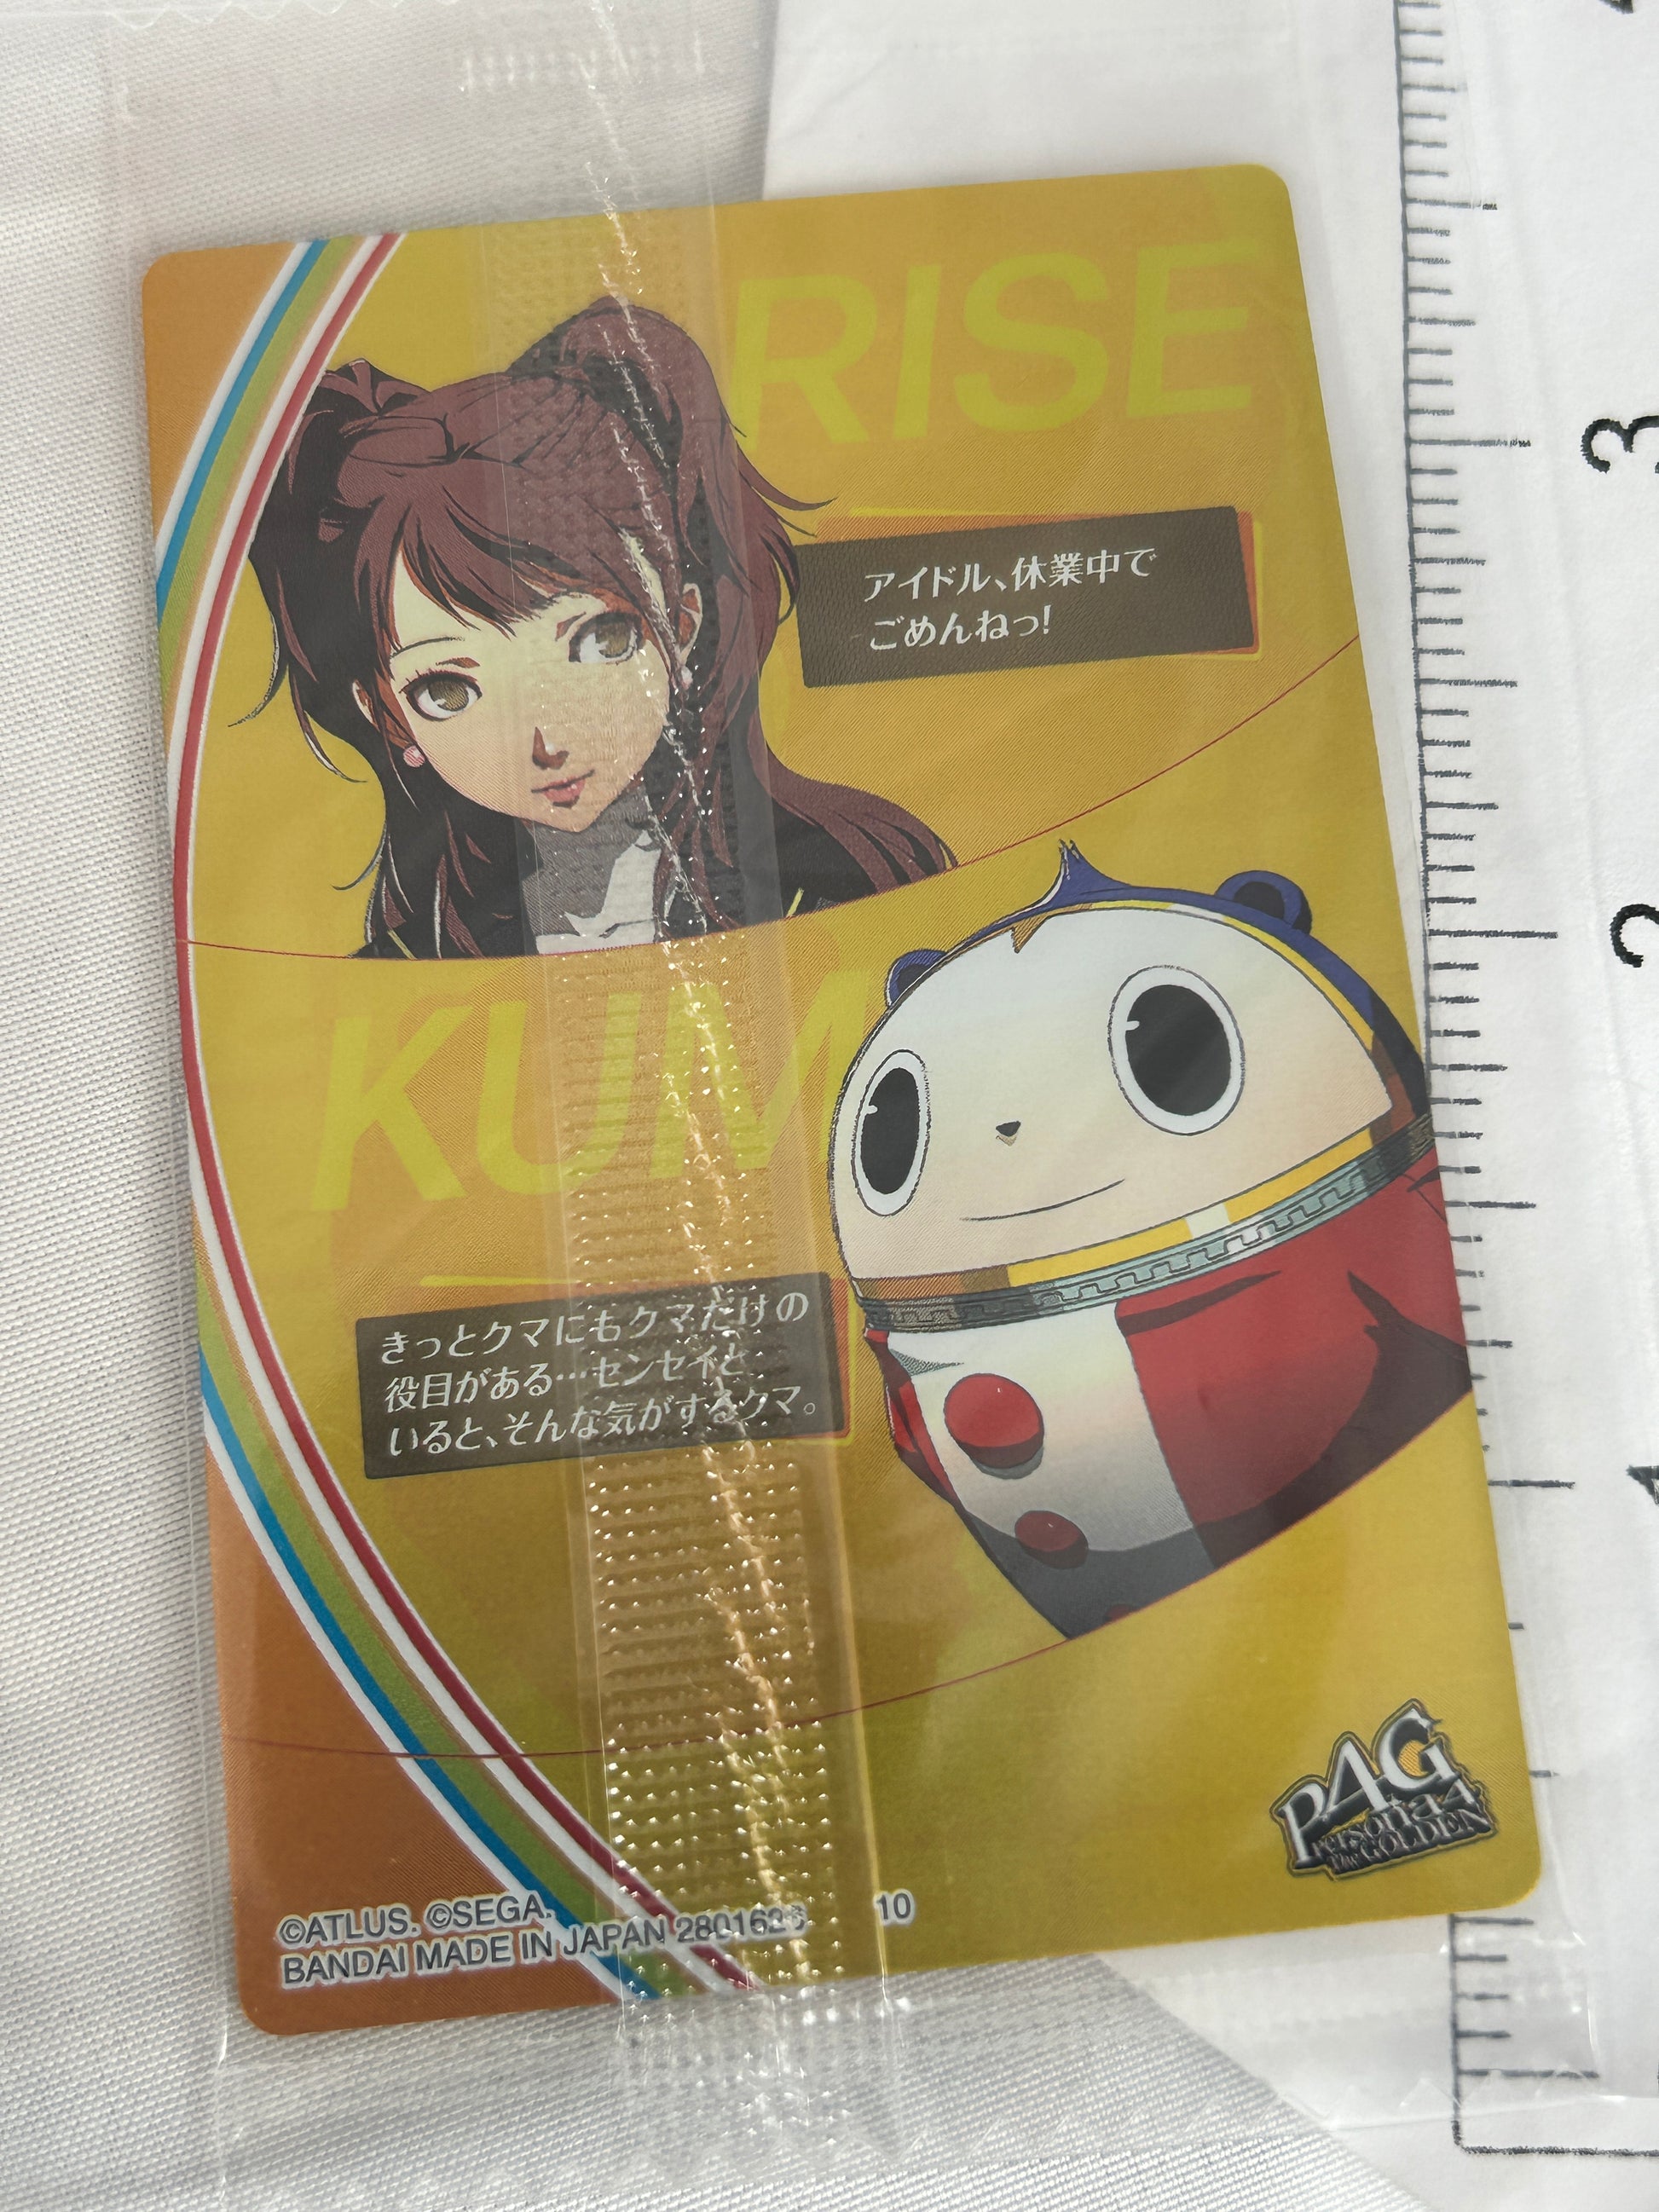 RISE
アイドル、休業中で
ごめんねっ!
KUM
きっとクマにもクマだけの
役目がある…センセイと
いると、そんな気がするクマ。
P4G
Persona4
THE GOLDEN
©ATLUS. ©SEGA.
BANDAI MADE IN JAPAN
10
3
2
1